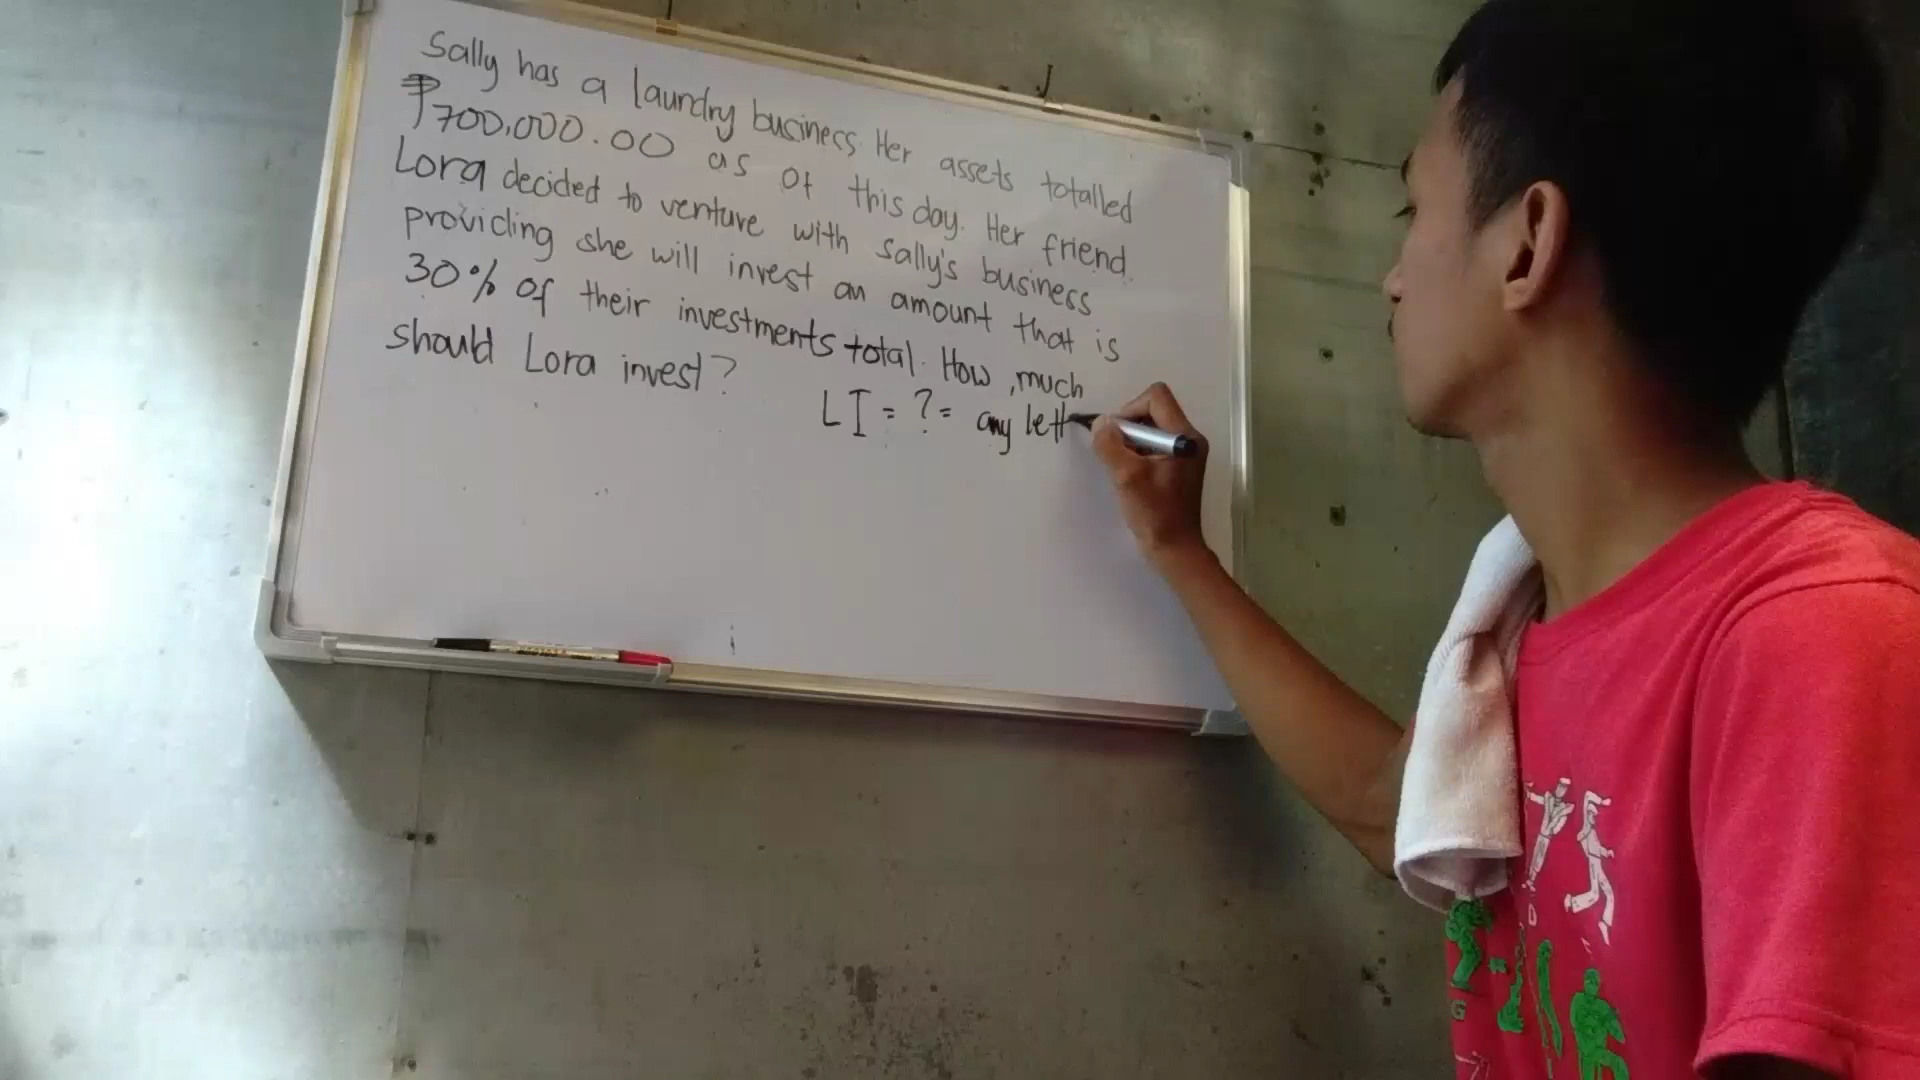 Sally has a laundry business. Her assets totalled
₱700,000.00 as of this day. Her friend
Lora decided to venture with Sally's business
providing she will invest an amount that is
30% of their investments total. How much
should Lora invest?
LI = ? = any lett